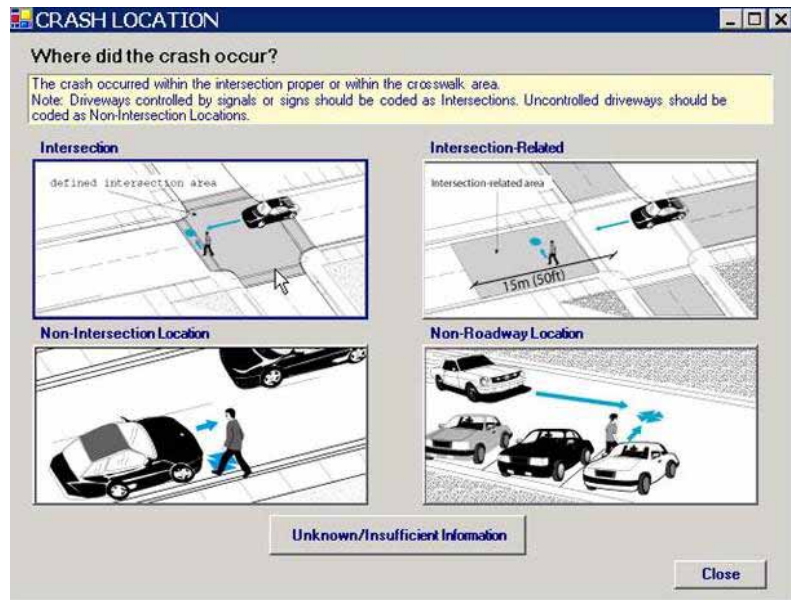 CRASH LOCATION
Where did the crash occur?
The crash occurred within the intersection proper or within the crosswalk area.
Note: Driveways controlled by signals or signs should be coded as Intersections. Uncontrolled driveways should be
coded as Non-Intersection Locations.
Intersection
defined intersection area
Intersection-Related
Intersection-related area
15m (50ft)
Non-Intersection Location
Non-Roadway Location
Unknown/Insufficient Information
Close